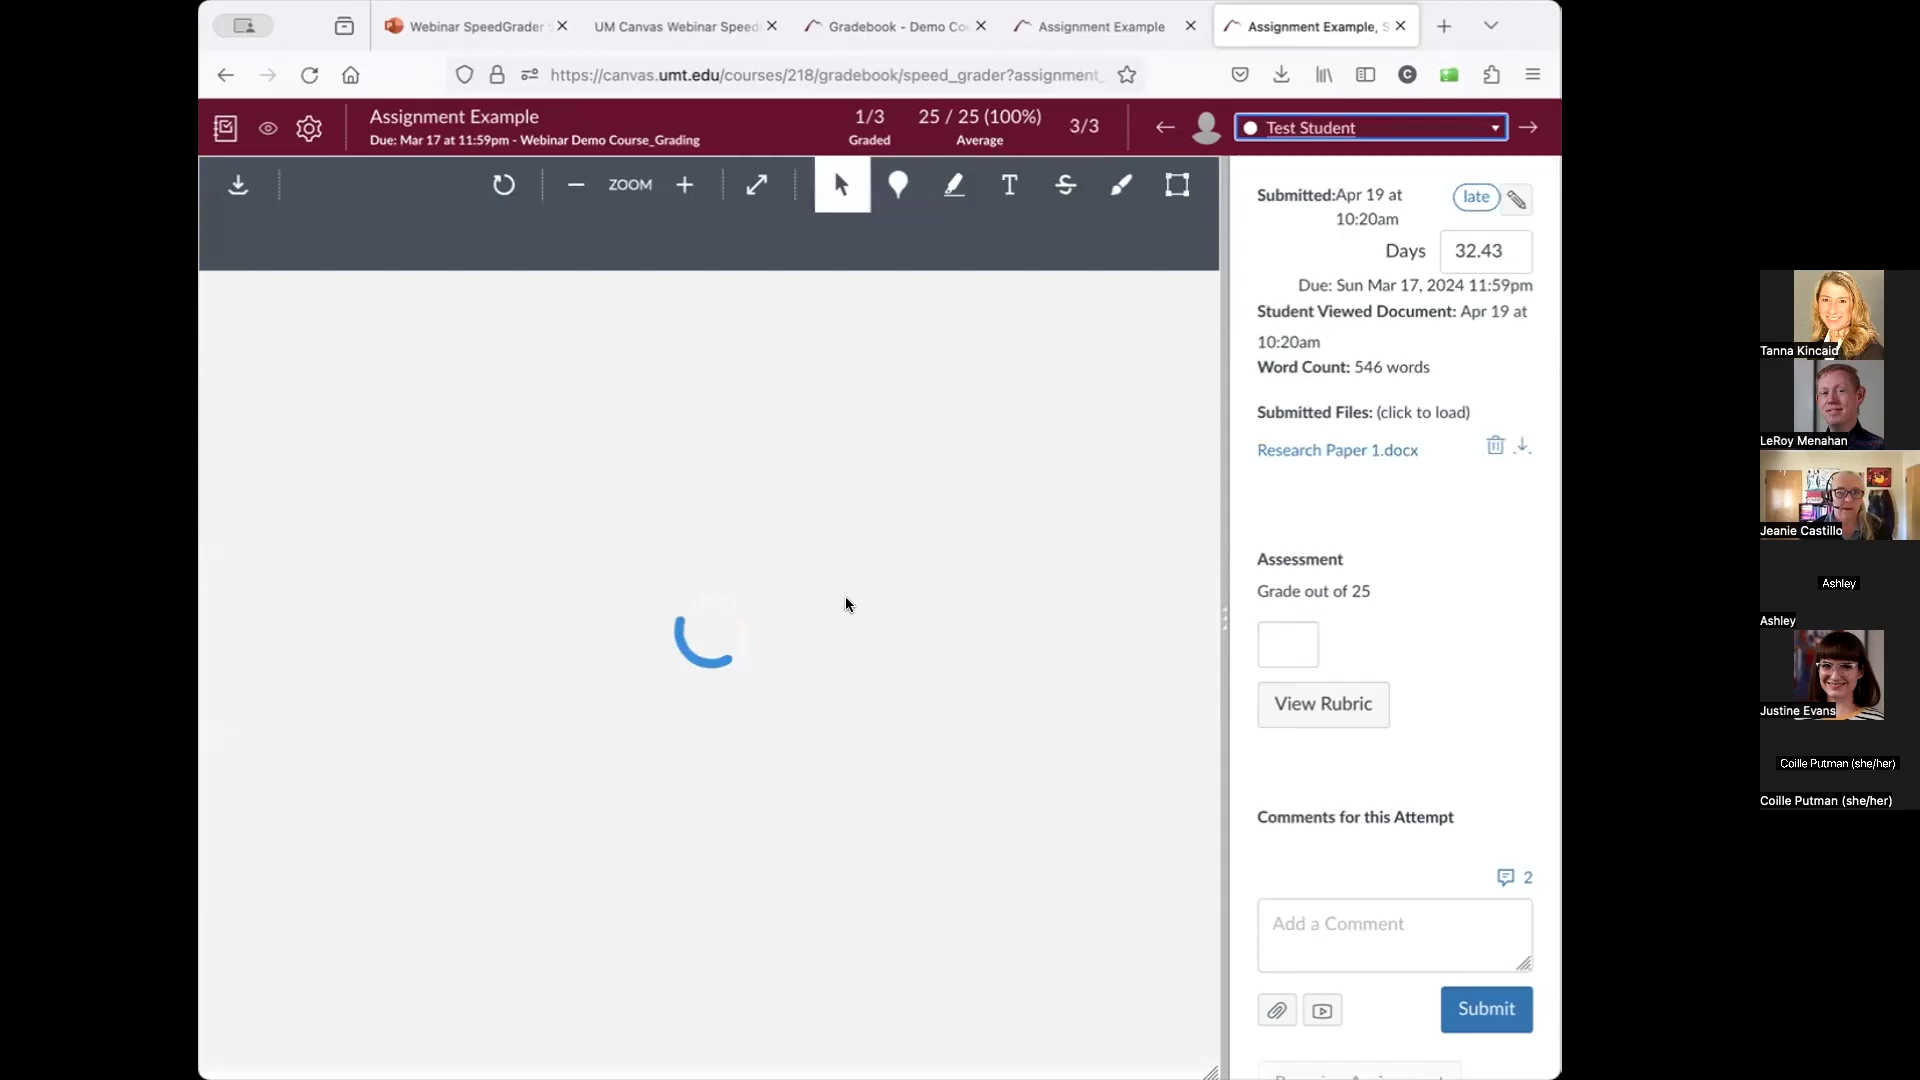 Webinar SpeedGrader
UM Canvas Webinar Speed
Gradebook - Demo Co
Assignment Example
Assignment Example, S
https://canvas.umt.edu/courses/218/gradebook/speed_grader?assignment_
Assignment Example
Due: Mar 17 at 11:59pm - Webinar Demo Course_Grading
1/3
Graded
25 / 25 (100%)
Average
3/3
Test Student
ZOOM
T
S
C
Submitted: Apr 19 at
10:20am
late
Days 32.43
Due: Sun Mar 17, 2024 11:59pm
Student Viewed Document: Apr 19 at
10:20am
Word Count: 546 words
Submitted Files: (click to load)
Research Paper 1.docx
Assessment
Grade out of 25
View Rubric
Comments for this Attempt
2
Add a Comment
Submit
Tanna Kincaid
LeRoy Menahan
Jeanie Castillo
Ashley
Ashley
Justine Evans
Coille Putman (she/her)
Coille Putman (she/her)